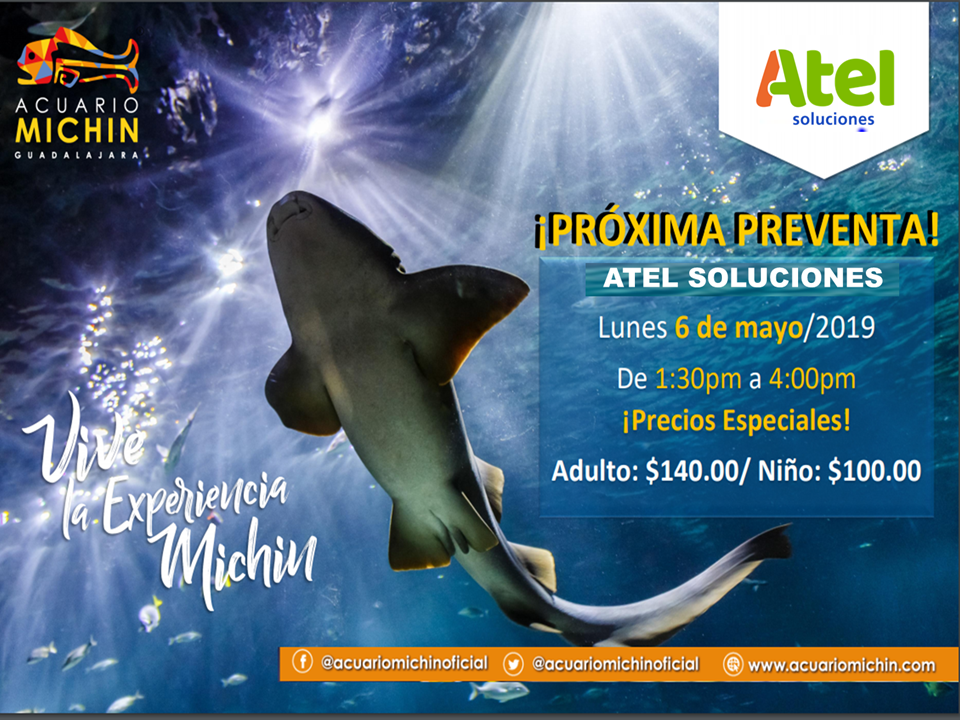 ACUARIO
MICHIN
GUADALAJARA
Atel
soluciones
¡PRÓXIMA PREVENTA!
ATEL SOLUCIONES
Lunes 6 de mayo/2019
De 1:30pm a 4:00pm
¡Precios Especiales!
Adulto: $140.00/ Niño: $100.00
Vive
la Experiencia
Michin
@acuariomichinoficial
@acuariomichinoficial
www.acuariomichin.com